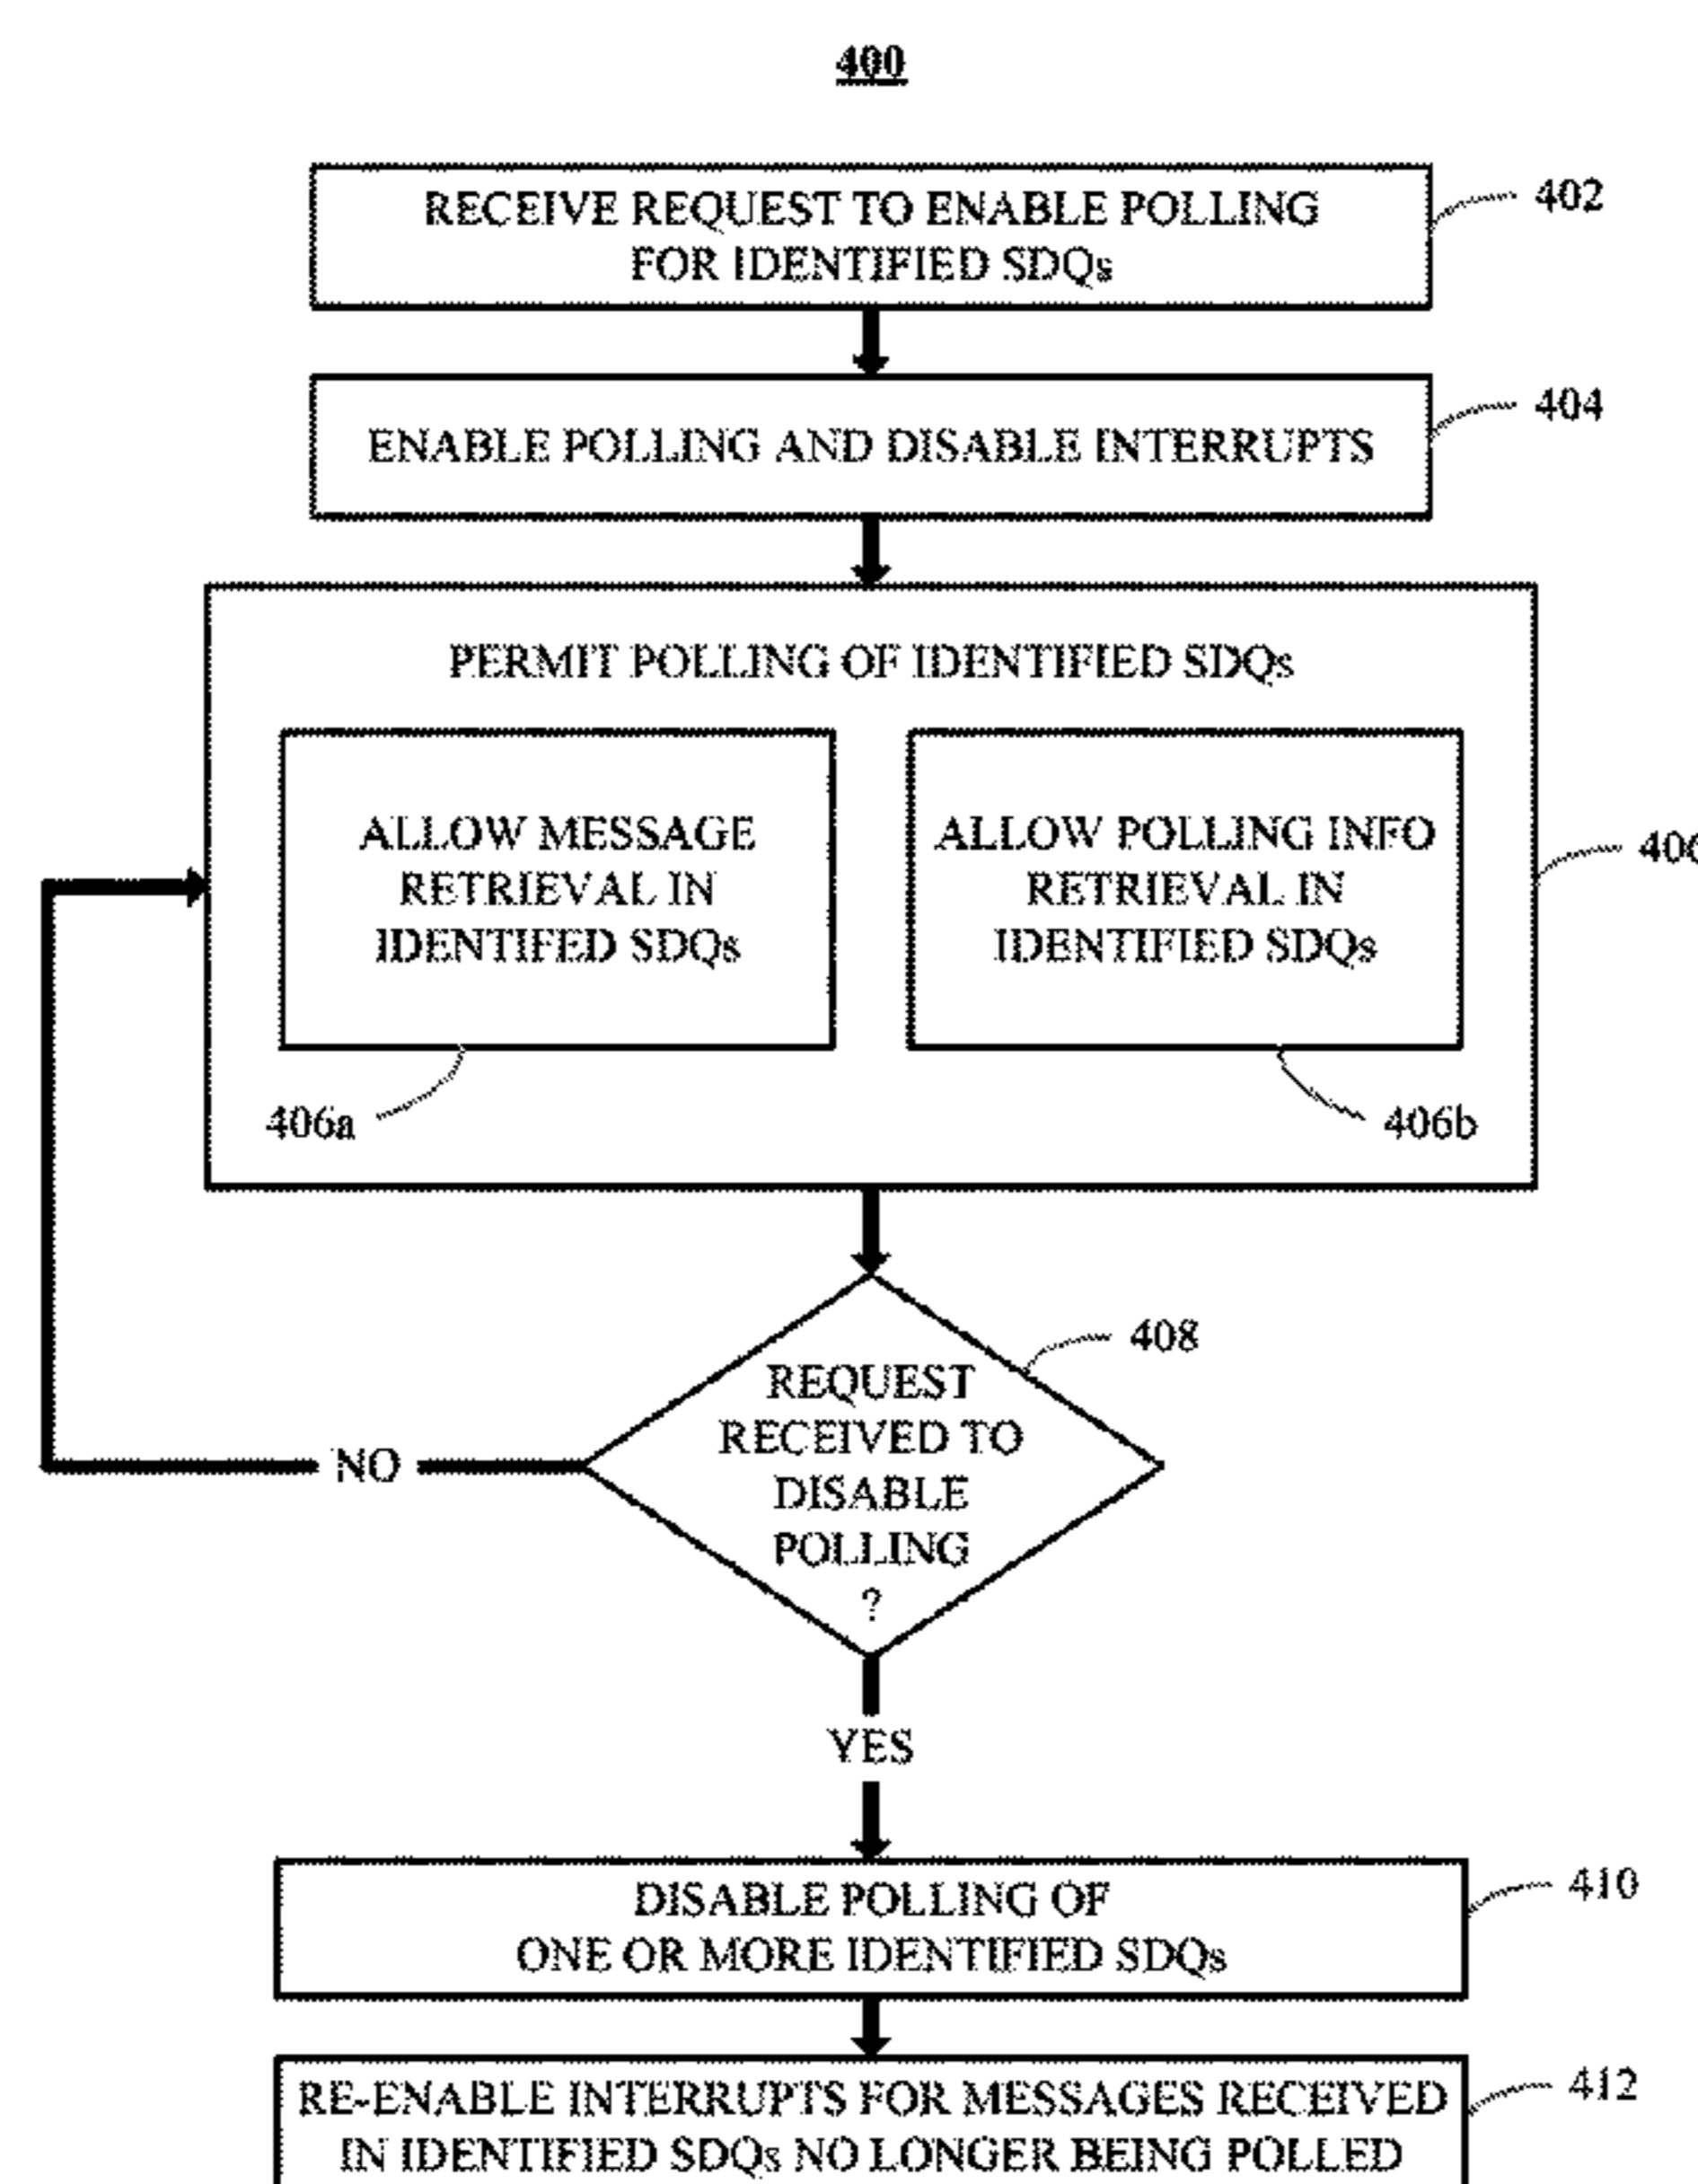 400
RECEIVE REQUEST TO ENABLE POLLING
FOR IDENTIFIED SDQs
402
ENABLE POLLING AND DISABLE INTERRUPTS
404
PERMIT POLLING OF IDENTIFIED SDQs
ALLOW MESSAGE
RETRIEVAL IN
IDENTIFED SDQs
ALLOW POLLING INFO
RETRIEVAL IN
IDENTIFIED SDQs
406
406a
406b
408
REQUEST
RECEIVED TO
DISABLE
POLLING
?
NO
YES
DISABLE POLLING OF
ONE OR MORE IDENTIFIED SDQs
410
RE-ENABLE INTERRUPTS FOR MESSAGES RECEIVED
IN IDENTIFIED SDQs NO LONGER BEING POLLED
412